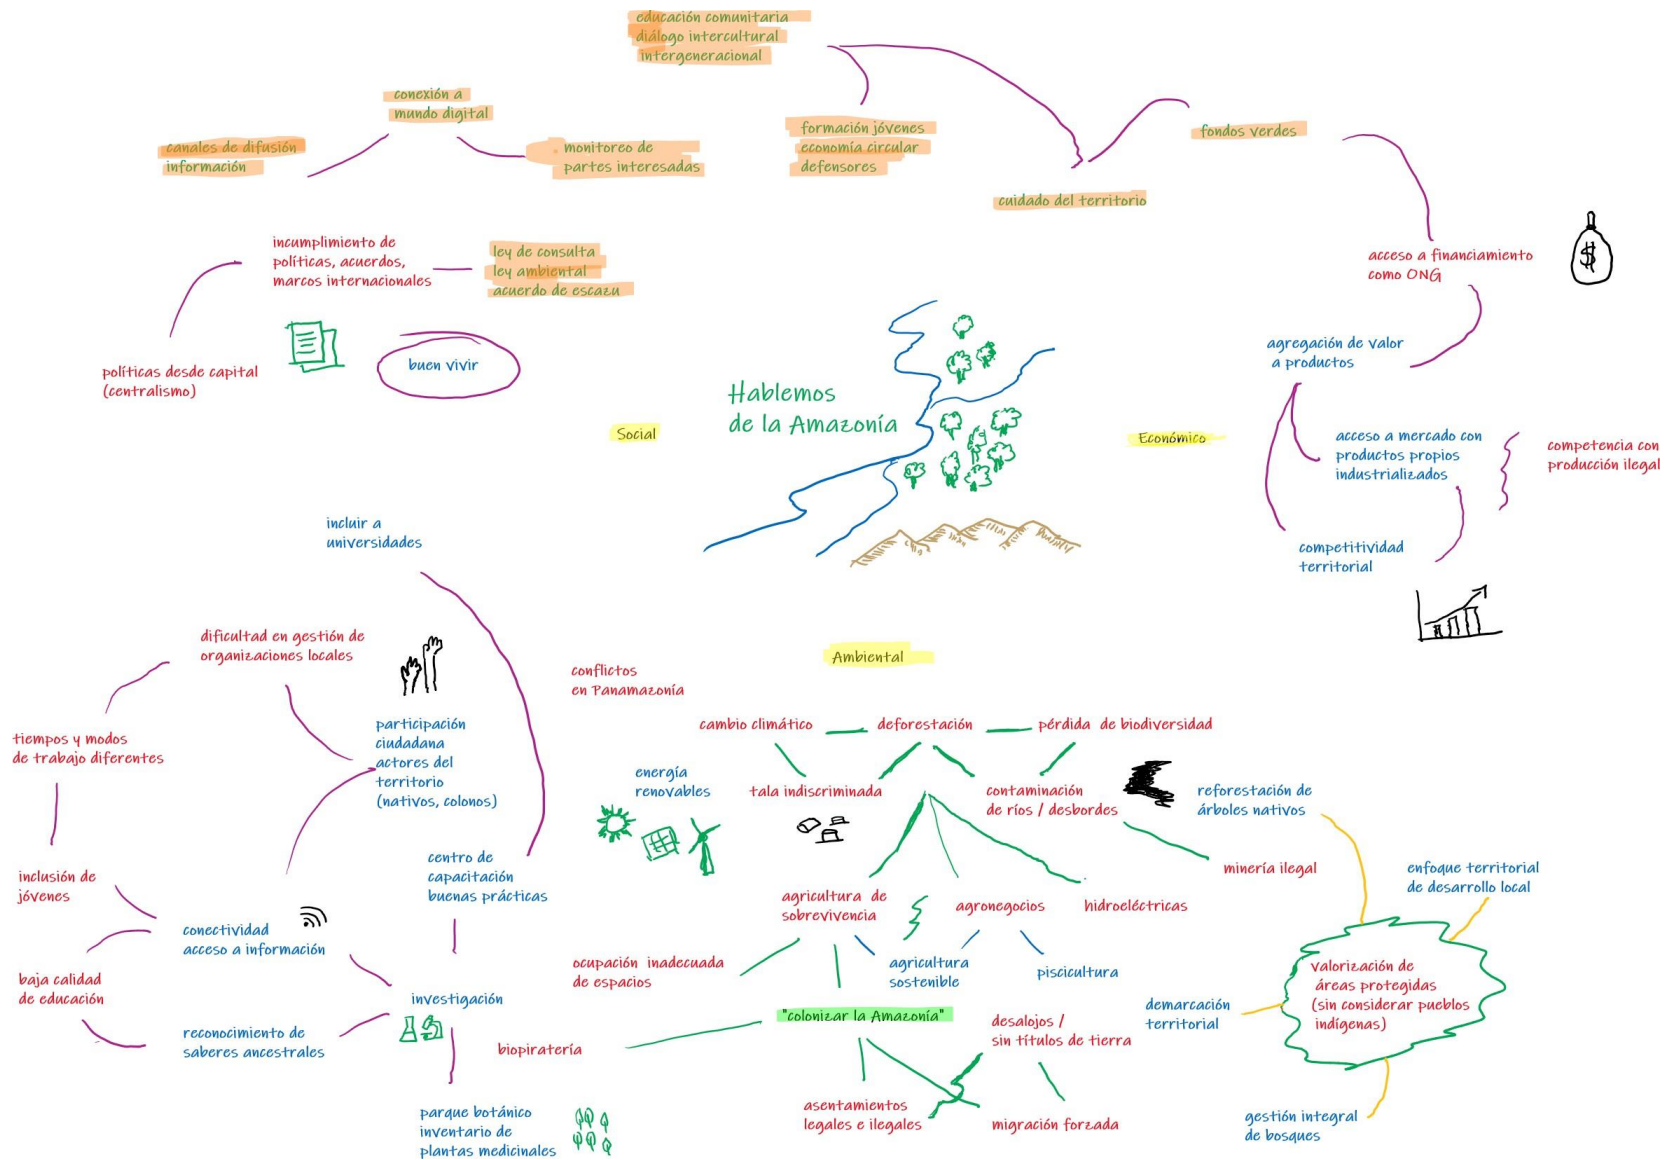 educación comunitaria
diálogo intercultural
intergeneracional
conexión a
mundo digital
canales de difusión
información
monitoreo de
partes interesadas
formación jóvenes
economía circular
defensores
fondos verdes
cuidado del territorio
incumplimiento de
políticas, acuerdos,
marcos internacionales
ley de consulta
ley ambiental
acuerdo de escazu
acceso a financiamiento
como ONG
$
políticas desde capital
(centralismo)
buen vivir
agregación de valor
a productos
Hablemos
de la Amazonía
Social
Económico
acceso a mercado con
productos propios
industrializados
competencia con
producción ilegal
incluir a
universidades
competitividad
territorial
dificultad en gestión de
organizaciones locales
Ambiental
conflictos
en Panamazonía
participación
ciudadana
actores del
territorio
(nativos, colonos)
tiempos y modos
de trabajo diferentes
cambio climático
deforestación
pérdida de biodiversidad
energía
renovables
tala indiscriminada
contaminación
de ríos / desbordes
reforestación de
árboles nativos
inclusión de
jóvenes
centro de
capacitación
buenas prácticas
minería ilegal
enfoque territorial
de desarrollo local
agricultura de
sobrevivencia
agronegocios
hidroeléctricas
conectividad
acceso a información
ocupación inadecuada
de espacios
agricultura
sostenible
piscicultura
valorización de
áreas protegidas
(sin considerar pueblos
indígenas)
baja calidad
de educación
investigación
"colonizar la Amazonía"
desalojos /
sin títulos de tierra
demarcación
territorial
reconocimiento de
saberes ancestrales
biopiratería
parque botánico
inventario de
plantas medicinales
asentamientos
legales e ilegales
migración forzada
gestión integral
de bosques